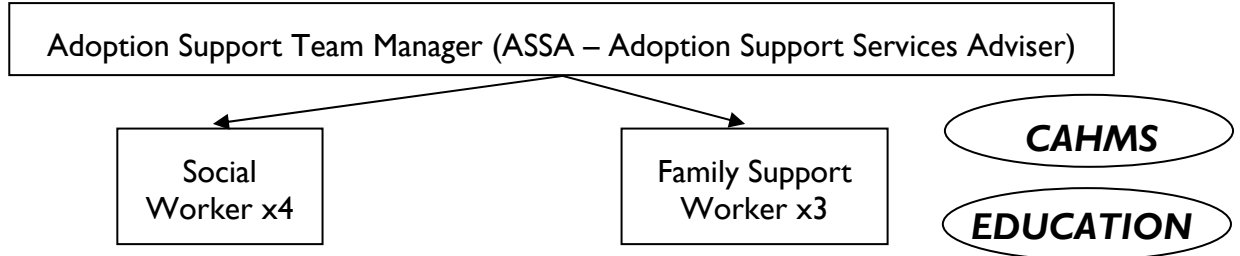 Adoption Support Team Manager (ASSA – Adoption Support Services Adviser)
Social
Worker x4
Family Support
Worker x3
CAHMS
EDUCATION